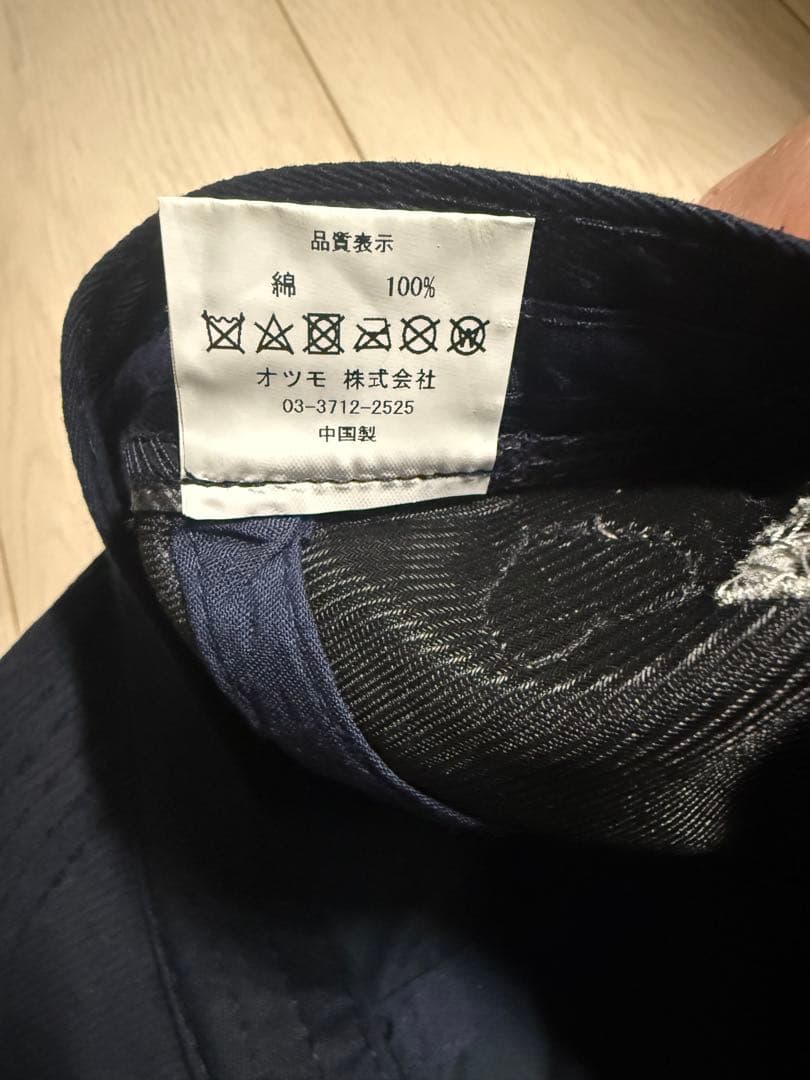 品質表示
綿 100%
W
オツモ 株式会社
03-3712-2525
中国製